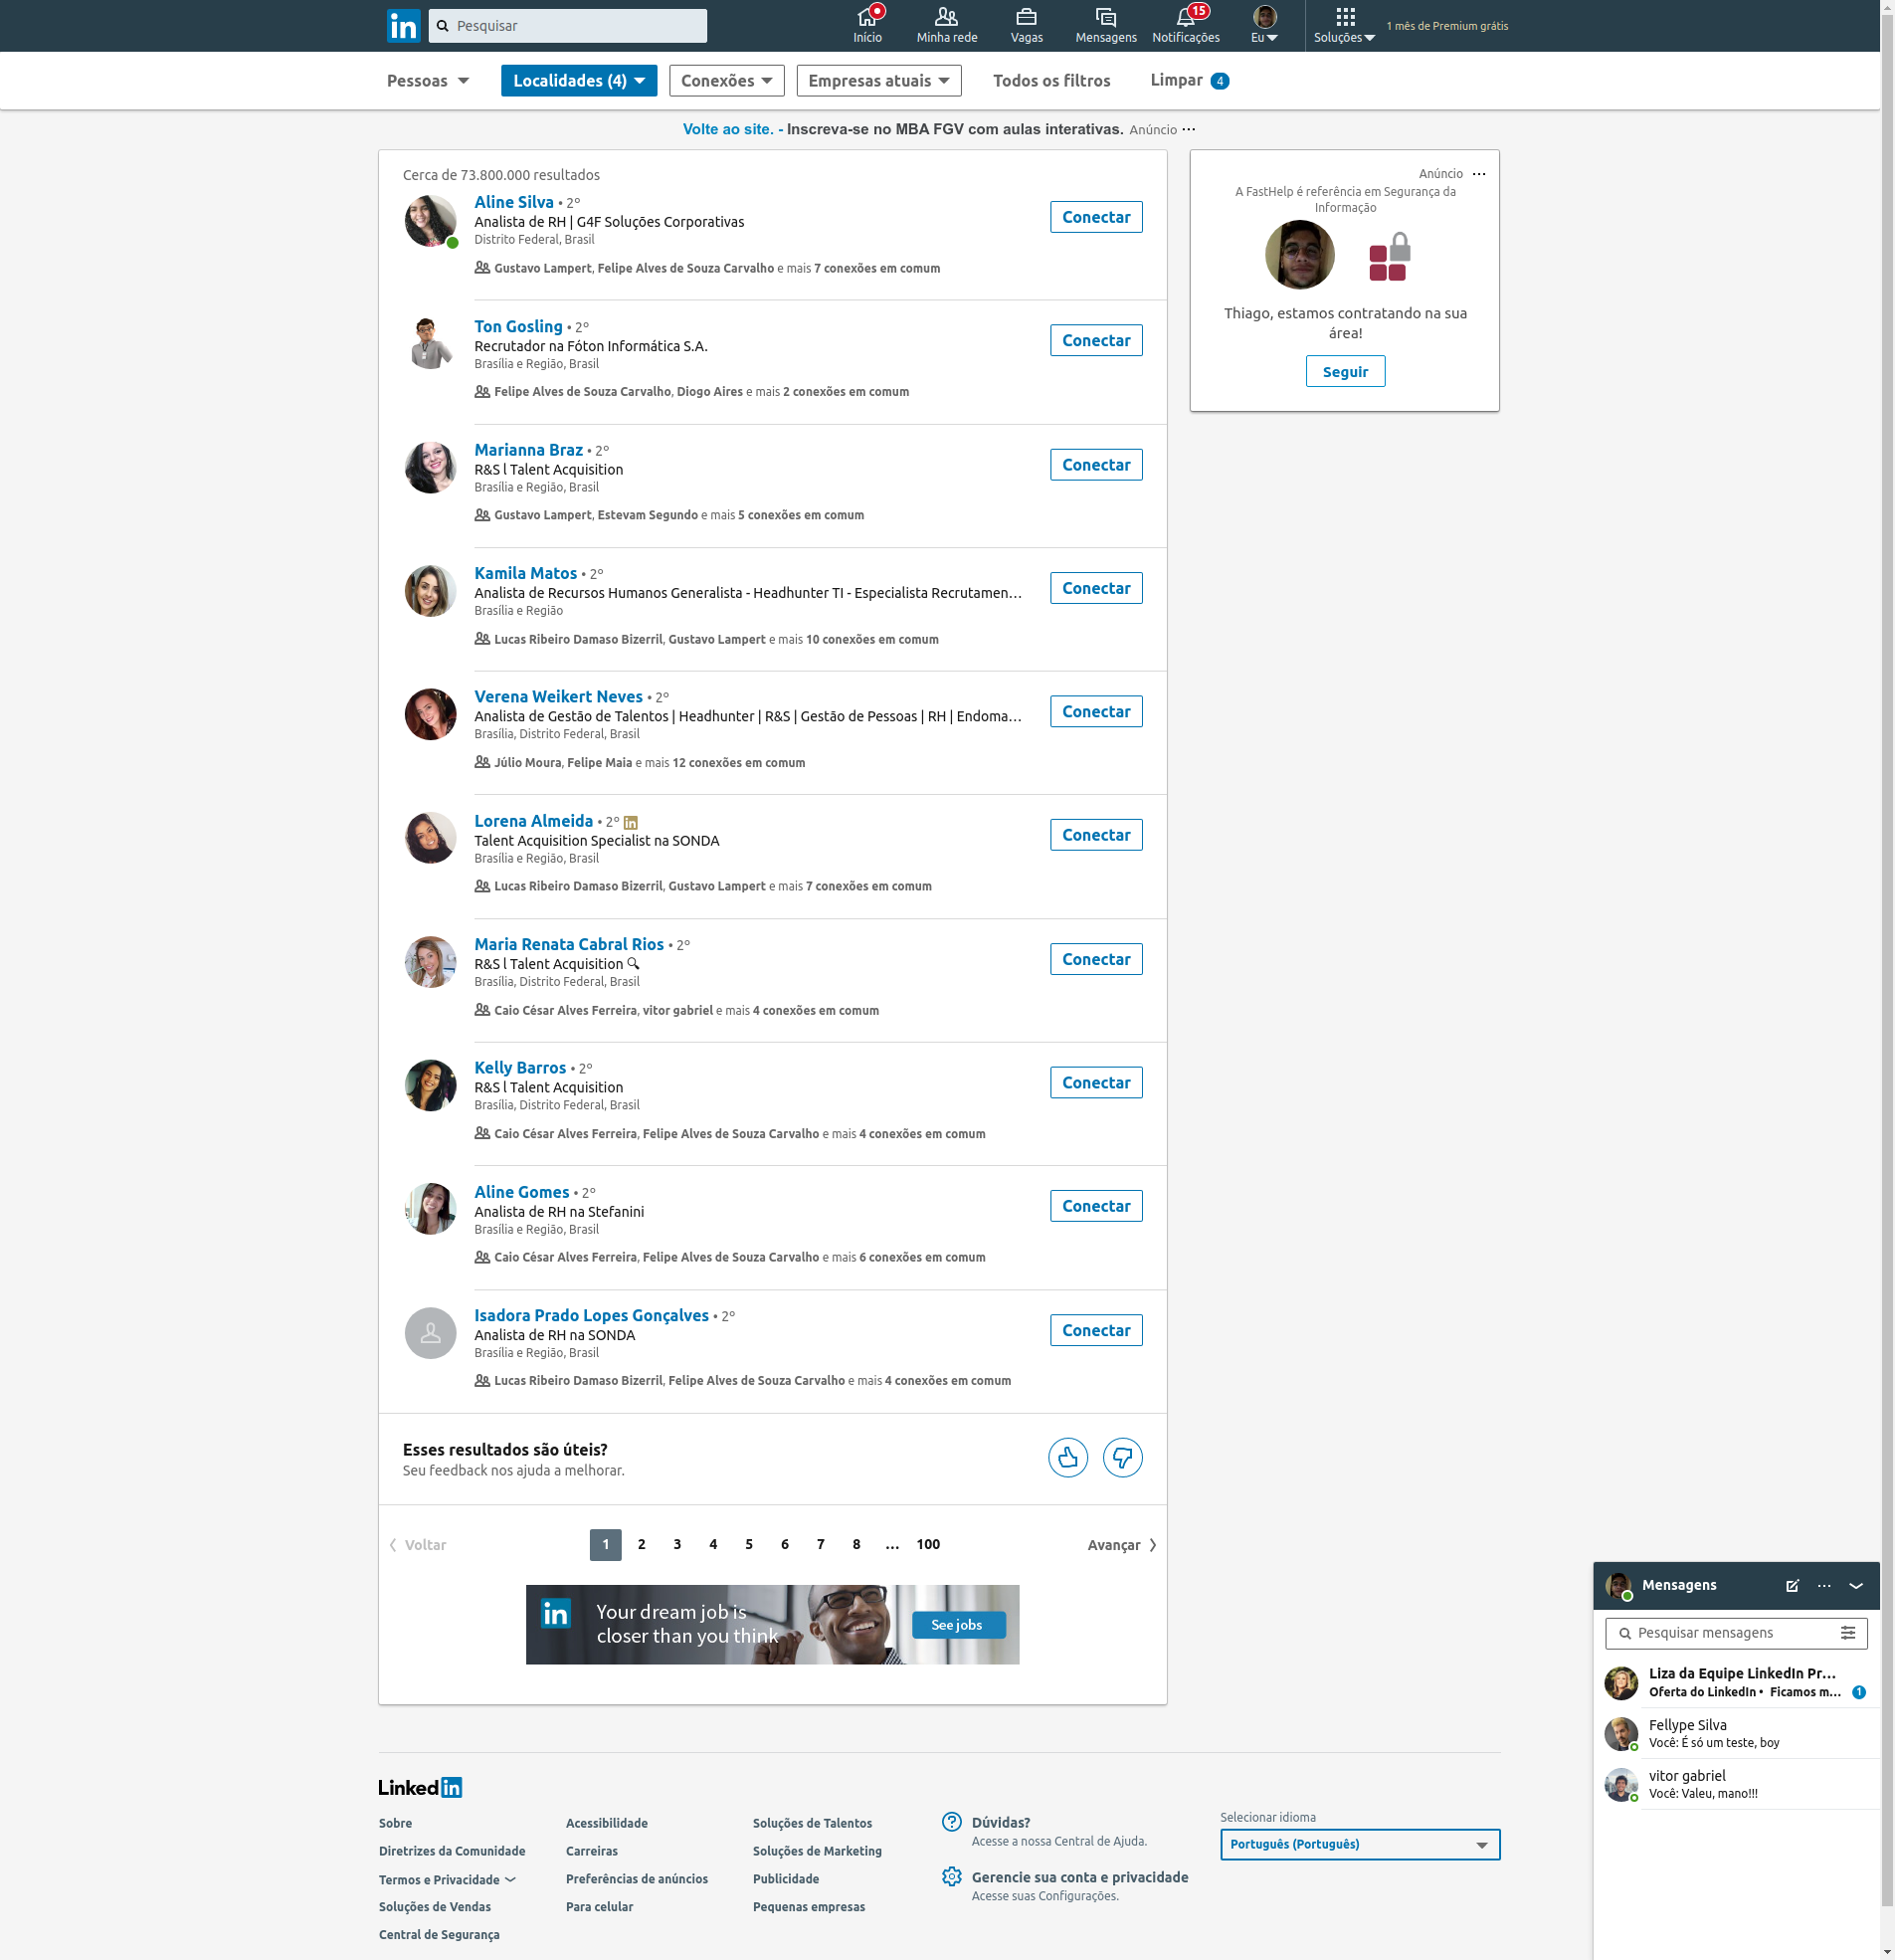 in
Pesquisar
Início
Minha rede
Vagas
Mensagens
15
Notificações
Eu
Soluções
1 mês de Premium grátis
Pessoas
Localidades (4)
Conexões
Empresas atuais
Todos os filtros
Limpar 4
Volte ao site. - Inscreva-se no MBA FGV com aulas interativas. Anúncio ···
Cerca de 73.800.000 resultados
Aline Silva • 2º
Analista de RH | G4F Soluções Corporativas
Distrito Federal, Brasil
Gustavo Lampert, Felipe Alves de Souza Carvalho e mais 7 conexões em comum
Conectar
Ton Gosling • 2º
Recrutador na Fóton Informática S.A.
Brasília e Região, Brasil
Felipe Alves de Souza Carvalho, Diogo Aires e mais 2 conexões em comum
Conectar
Marianna Braz • 2º
R&S l Talent Acquisition
Brasília e Região, Brasil
Gustavo Lampert, Estevam Segundo e mais 5 conexões em comum
Conectar
Kamila Matos • 2º
Analista de Recursos Humanos Generalista - Headhunter TI - Especialista Recrutamen…
Brasília e Região
Lucas Ribeiro Damaso Bizerril, Gustavo Lampert e mais 10 conexões em comum
Conectar
Verena Weikert Neves • 2º
Analista de Gestão de Talentos | Headhunter | R&S | Gestão de Pessoas | RH | Endoma…
Brasília, Distrito Federal, Brasil
Júlio Moura, Felipe Maia e mais 12 conexões em comum
Conectar
Lorena Almeida • 2º in
Talent Acquisition Specialist na SONDA
Brasília e Região, Brasil
Lucas Ribeiro Damaso Bizerril, Gustavo Lampert e mais 7 conexões em comum
Conectar
Maria Renata Cabral Rios • 2º
R&S l Talent Acquisition 🔍
Brasília, Distrito Federal, Brasil
Caio César Alves Ferreira, vitor gabriel e mais 4 conexões em comum
Conectar
Kelly Barros • 2º
R&S l Talent Acquisition
Brasília, Distrito Federal, Brasil
Caio César Alves Ferreira, Felipe Alves de Souza Carvalho e mais 4 conexões em comum
Conectar
Aline Gomes • 2º
Analista de RH na Stefanini
Brasília e Região, Brasil
Caio César Alves Ferreira, Felipe Alves de Souza Carvalho e mais 6 conexões em comum
Conectar
Isadora Prado Lopes Gonçalves • 2º
Analista de RH na SONDA
Brasília e Região, Brasil
Lucas Ribeiro Damaso Bizerril, Felipe Alves de Souza Carvalho e mais 4 conexões em comum
Conectar
Esses resultados são úteis?
Seu feedback nos ajuda a melhorar.
Voltar
1 2 3 4 5 6 7 8 … 100
Avançar
in
Your dream job is
closer than you think
See jobs
Anúncio ···
A FastHelp é referência em Segurança da
Informação
Thiago, estamos contratando na sua
área!
Seguir
Mensagens
Pesquisar mensagens
Liza da Equipe LinkedIn Pr…
Oferta do LinkedIn • Ficamos m… 1
Fellype Silva
Você: É só um teste, boy
vitor gabriel
Você: Valeu, mano!!!
Linked in
Sobre
Diretrizes da Comunidade
Termos e Privacidade
Soluções de Vendas
Central de Segurança
Acessibilidade
Carreiras
Preferências de anúncios
Para celular
Soluções de Talentos
Soluções de Marketing
Publicidade
Pequenas empresas
Dúvidas?
Acesse a nossa Central de Ajuda.
Gerencie sua conta e privacidade
Acesse suas Configurações.
Selecionar idioma
Português (Português)